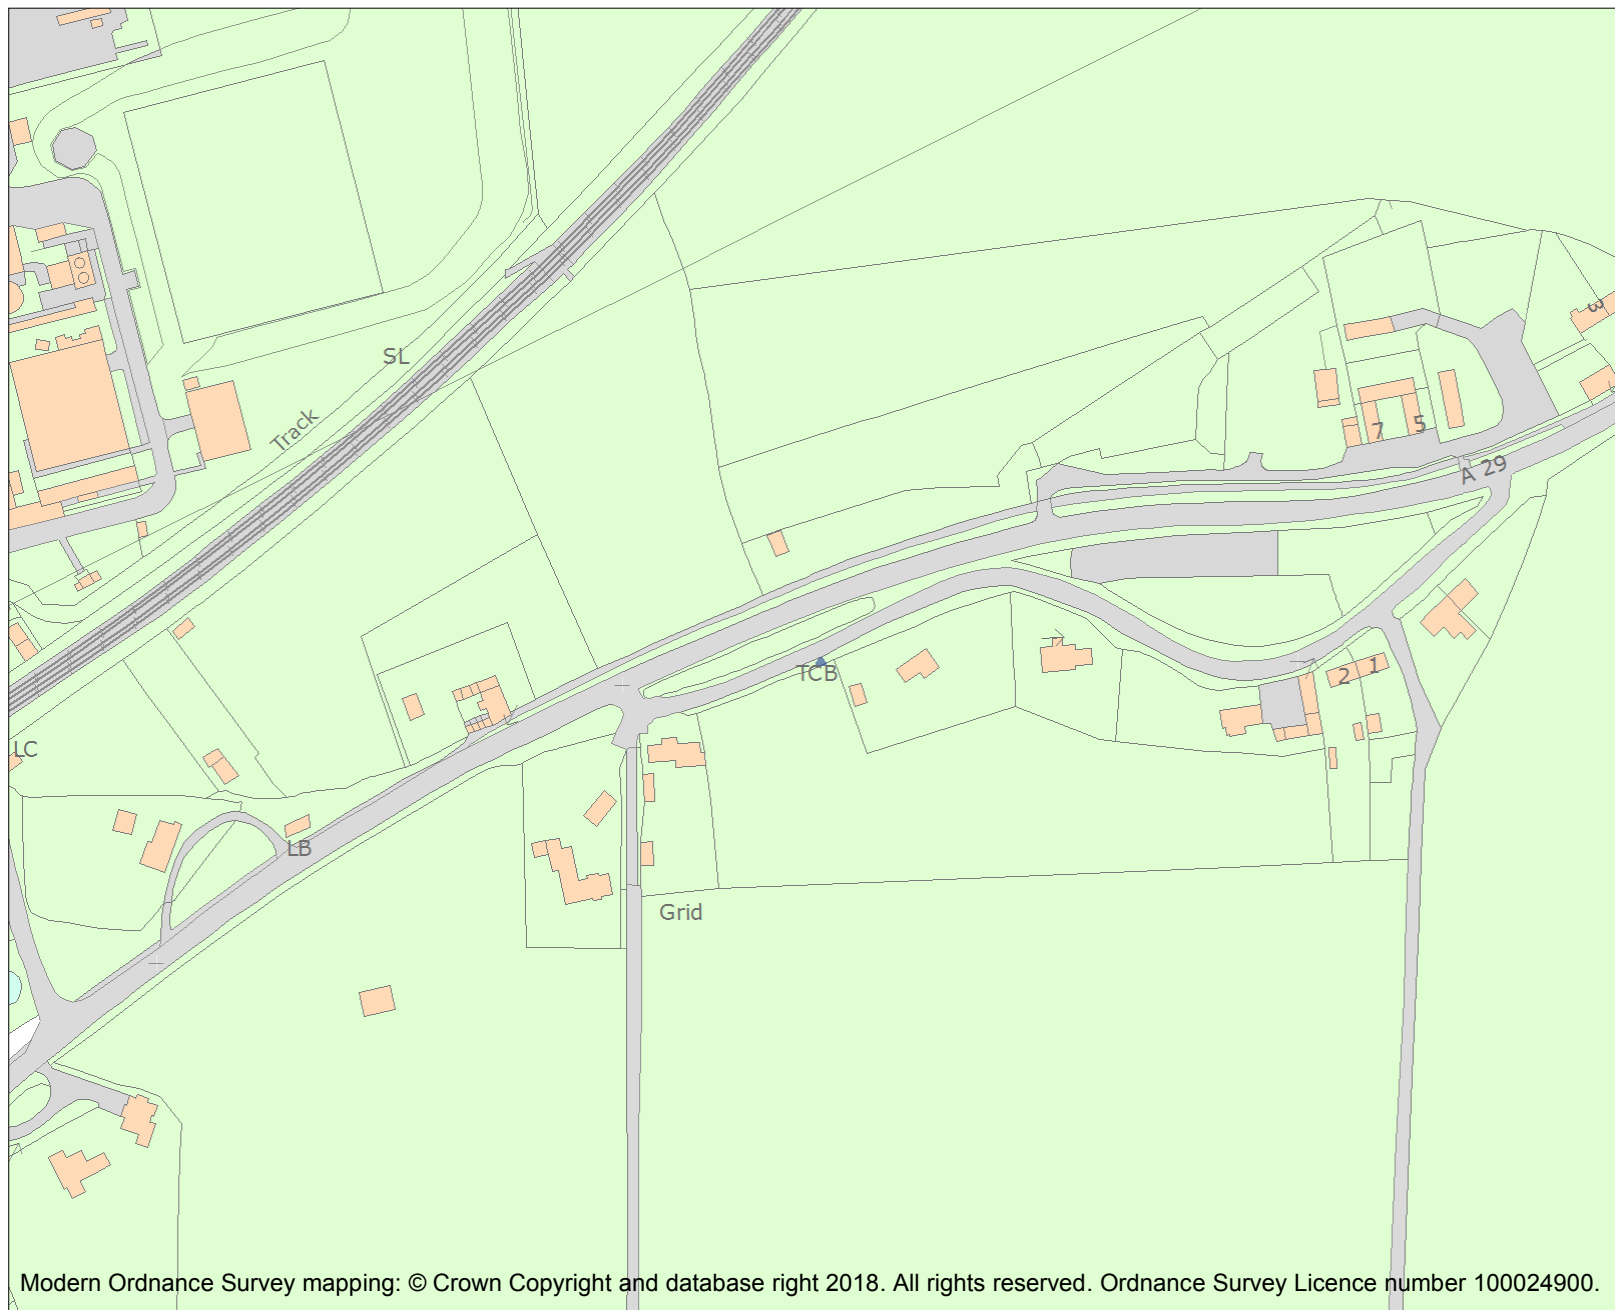 SL
Track
3
7
5
A 29
TCB
2
1
LC
LB
Grid
Modern Ordnance Survey mapping: © Crown Copyright and database right 2018. All rights reserved. Ordnance Survey Licence number 100024900.